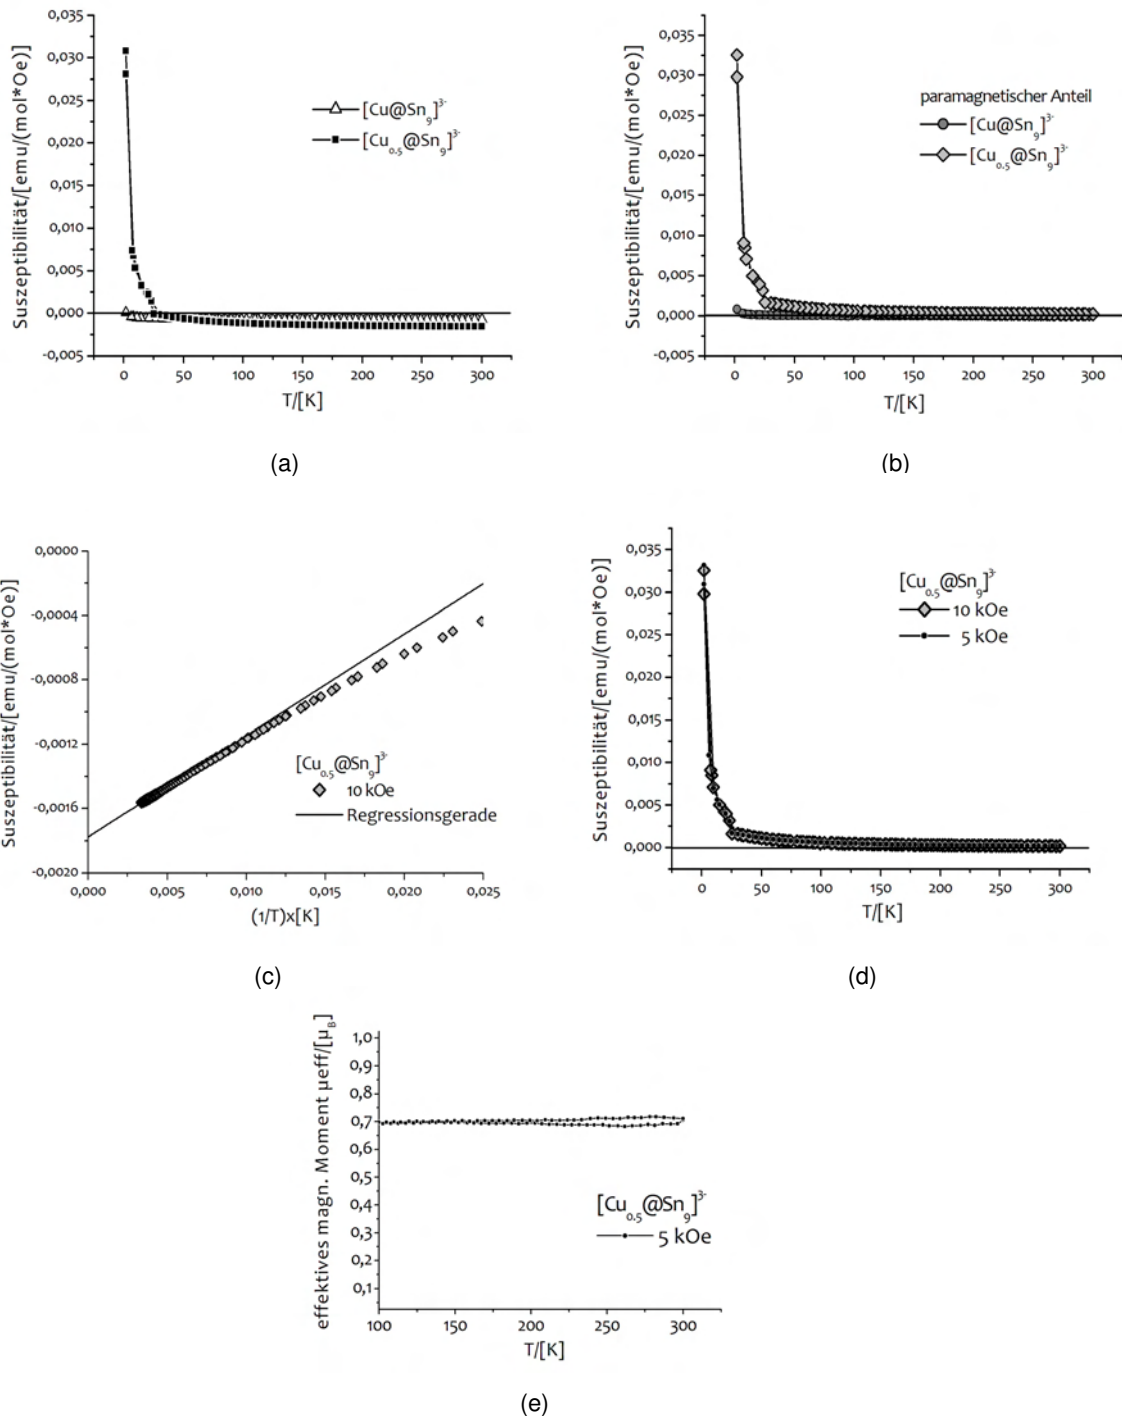 0,035
0,030
0,025
0,020
0,015
0,010
0,005
0,000
-0,005
Suszeptibilität/[emu/(mol*Oe)]
[Cu@Sn9]3-
[Cu0.5@Sn9]3-
0 50 100 150 200 250 300
T/[K]
(a)
0,035
0,030
0,025
0,020
0,015
0,010
0,005
0,000
-0,005
Suszeptibilität/[emu/(mol*Oe)]
paramagnetischer Anteil
[Cu@Sn9]3-
[Cu0.5@Sn9]3-
0 50 100 150 200 250 300
T/[K]
(b)
0,0000
-0,0004
-0,0008
-0,0012
-0,0016
-0,0020
Suszeptibilität/[emu/(mol*Oe)]
[Cu0.5@Sn9]3-
10 kOe
Regressionsgerade
0,000 0,005 0,010 0,015 0,020 0,025
(1/T)x[K]
(c)
0,035
0,030
0,025
0,020
0,015
0,010
0,005
0,000
Suszeptibilität/[emu/(mol*Oe)]
[Cu0.5@Sn9]3-
10 kOe
5 kOe
0 50 100 150 200 250 300
T/[K]
(d)
1,0
0,9
0,8
0,7
0,6
0,5
0,4
0,3
0,2
0,1
effektives magn. Moment μeff/[μB]
[Cu0.5@Sn9]3-
5 kOe
100 150 200 250 300
T/[K]
(e)